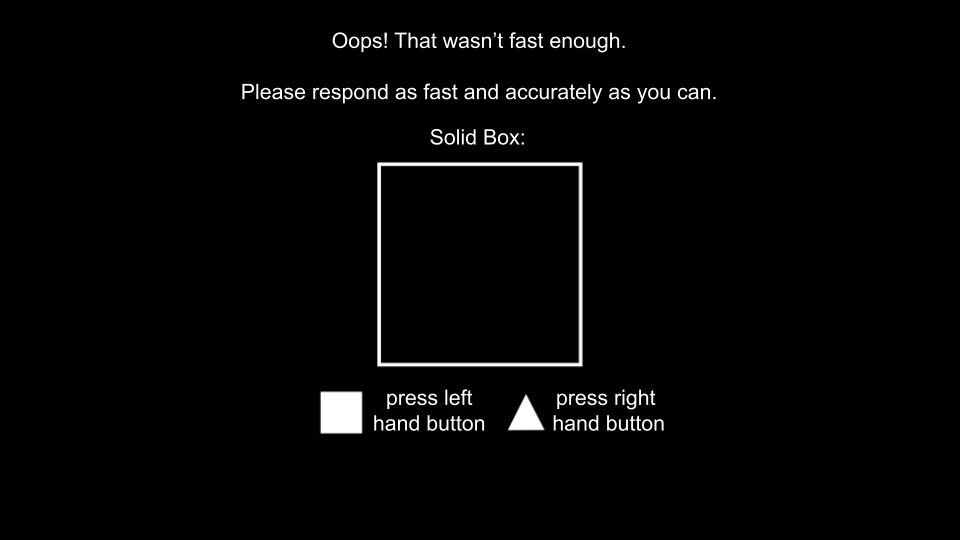 Oops! That wasn’t fast enough.
Please respond as fast and accurately as you can.
Solid Box:
press left
hand button
press right
hand button